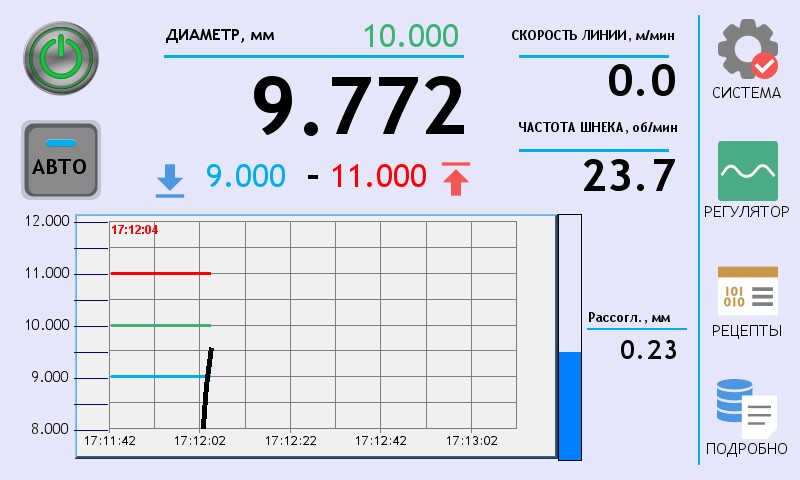 ДИАМЕТР, мм 10.000
9.772
9.000 - 11.000
СКОРОСТЬ ЛИНИИ, м/мин
0.0
ЧАСТОТА ШНЕКА, об/мин
23.7
АВТО
СИСТЕМА
РЕГУЛЯТОР
101
010
РЕЦЕПТЫ
ПОДРОБНО
12.000
11.000
10.000
9.000
8.000
17:12:04
17:11:42 17:12:02 17:12:22 17:12:42 17:13:02
Рассогл., мм
0.23